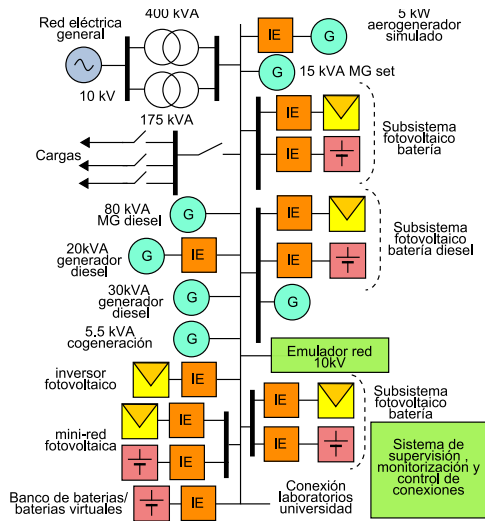 400 kVA
Red eléctrica
general
10 kV
175 kVA
Cargas
IE
G
5 kW
aerogenerador
simulado
G
15 kVA MG set
IE
IE
Subsistema
fotovoltaico
batería
80 kVA
MG diesel
G
20kVA
generador
diesel
G
IE
30kVA
generador
diesel
G
5.5 kVA
cogeneración
G
IE
IE
G
Subsistema
fotovoltaico
batería diesel
Emulador red
10kV
inversor
fotovoltaico
IE
mini-red
fotovoltaica
IE
IE
IE
IE
Subsistema
fotovoltaico
batería
Banco de baterias/
baterias virtuales
IE
Conexión
laboratorios
universidad
Sistema de
supervisión ,
monitorización y
control de
conexiones